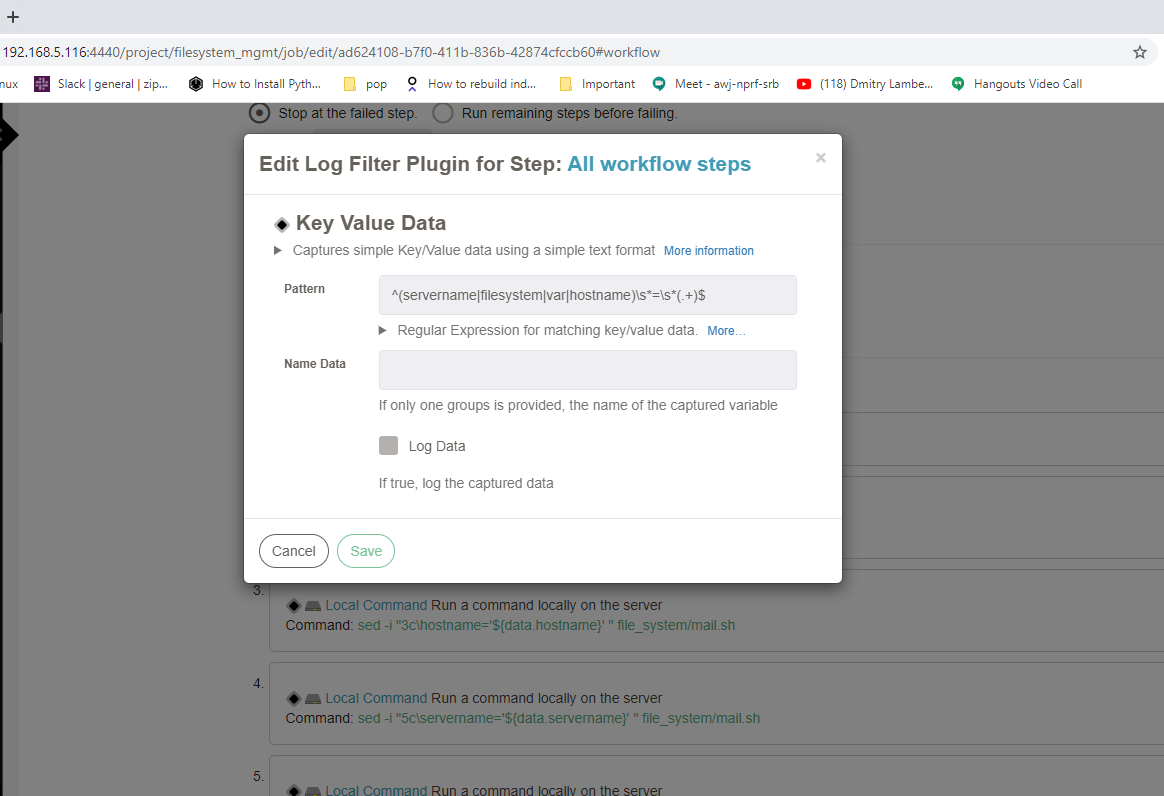 +
192.168.5.116:4440/project/filesystem_mgmt/job/edit/ad624108-b7f0-411b-836b-42874cfccb60#workflow
nux Slack | general | zip... How to Install Pyth... pop How to rebuild ind... Important Meet - awj-nprf-srb (118) Dmitry Lambe... Hangouts Video Call
Stop at the failed step. Run remaining steps before failing.
Edit Log Filter Plugin for Step: All workflow steps ×
Key Value Data
Captures simple Key/Value data using a simple text format More information
Pattern ^(servername|filesystem|var|hostname)\s*=\s*(.+)$
Regular Expression for matching key/value data. More…
Name Data
If only one groups is provided, the name of the captured variable
Log Data
If true, log the captured data
Cancel Save
3.
Local Command Run a command locally on the server
Command: sed -i "3c\hostname='${data.hostname}' " file_system/mail.sh
4.
Local Command Run a command locally on the server
Command: sed -i "5c\servername='${data.servername}' " file_system/mail.sh
5.
Local Command Run a command locally on the server